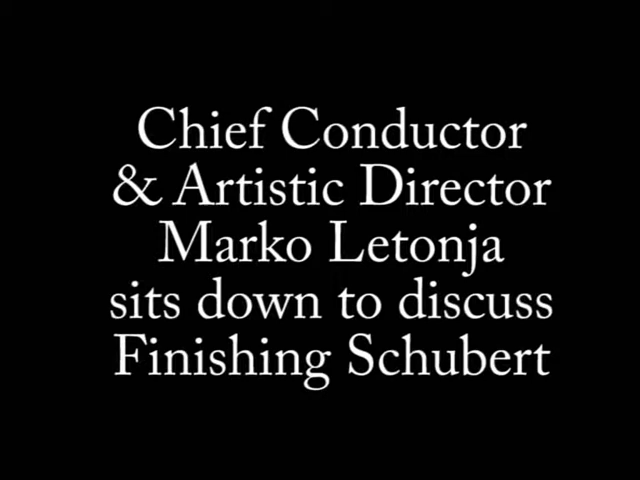 Chief Conductor
& Artistic Director
Marko Letonja
sits down to discuss
Finishing Schubert